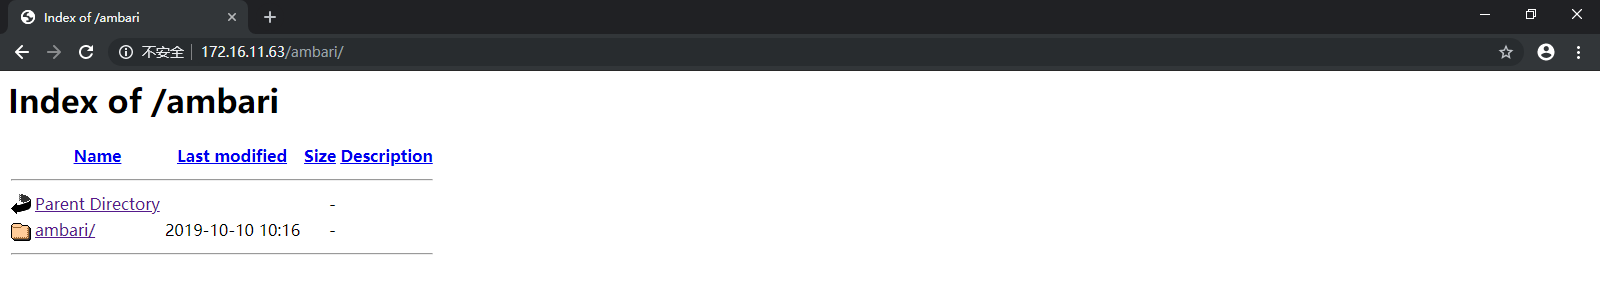 Index of /ambari
不安全 172.16.11.63/ambari/
Index of /ambari
Name Last modified Size Description
Parent Directory -
ambari/ 2019-10-10 10:16 -